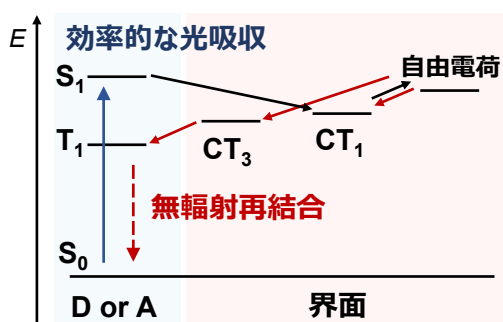 E
効率的な光吸収
S₁
自由電荷
T₁
CT₃
CT₁
無輻射再結合
S₀
D or A
界面